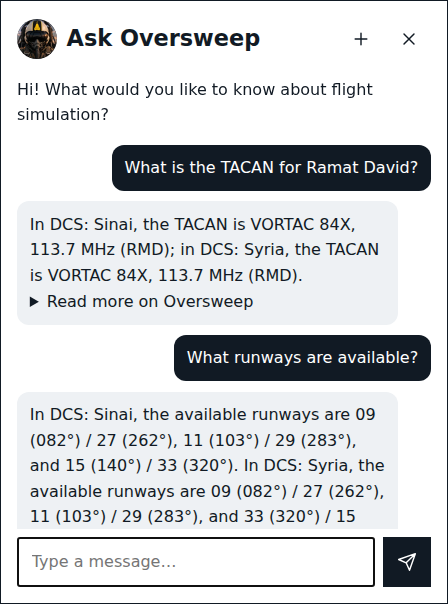 Ask Oversweep
Hi! What would you like to know about flight
simulation?
What is the TACAN for Ramat David?
In DCS: Sinai, the TACAN is VORTAC 84X,
113.7 MHz (RMD); in DCS: Syria, the TACAN
is VORTAC 84X, 113.7 MHz (RMD).
▶ Read more on Oversweep
What runways are available?
In DCS: Sinai, the available runways are 09
(082°) / 27 (262°), 11 (103°) / 29 (283°),
and 15 (140°) / 33 (320°). In DCS: Syria, the
available runways are 09 (082°) / 27 (262°),
11 (103°) / 29 (283°), and 33 (320°) / 15
Type a message…